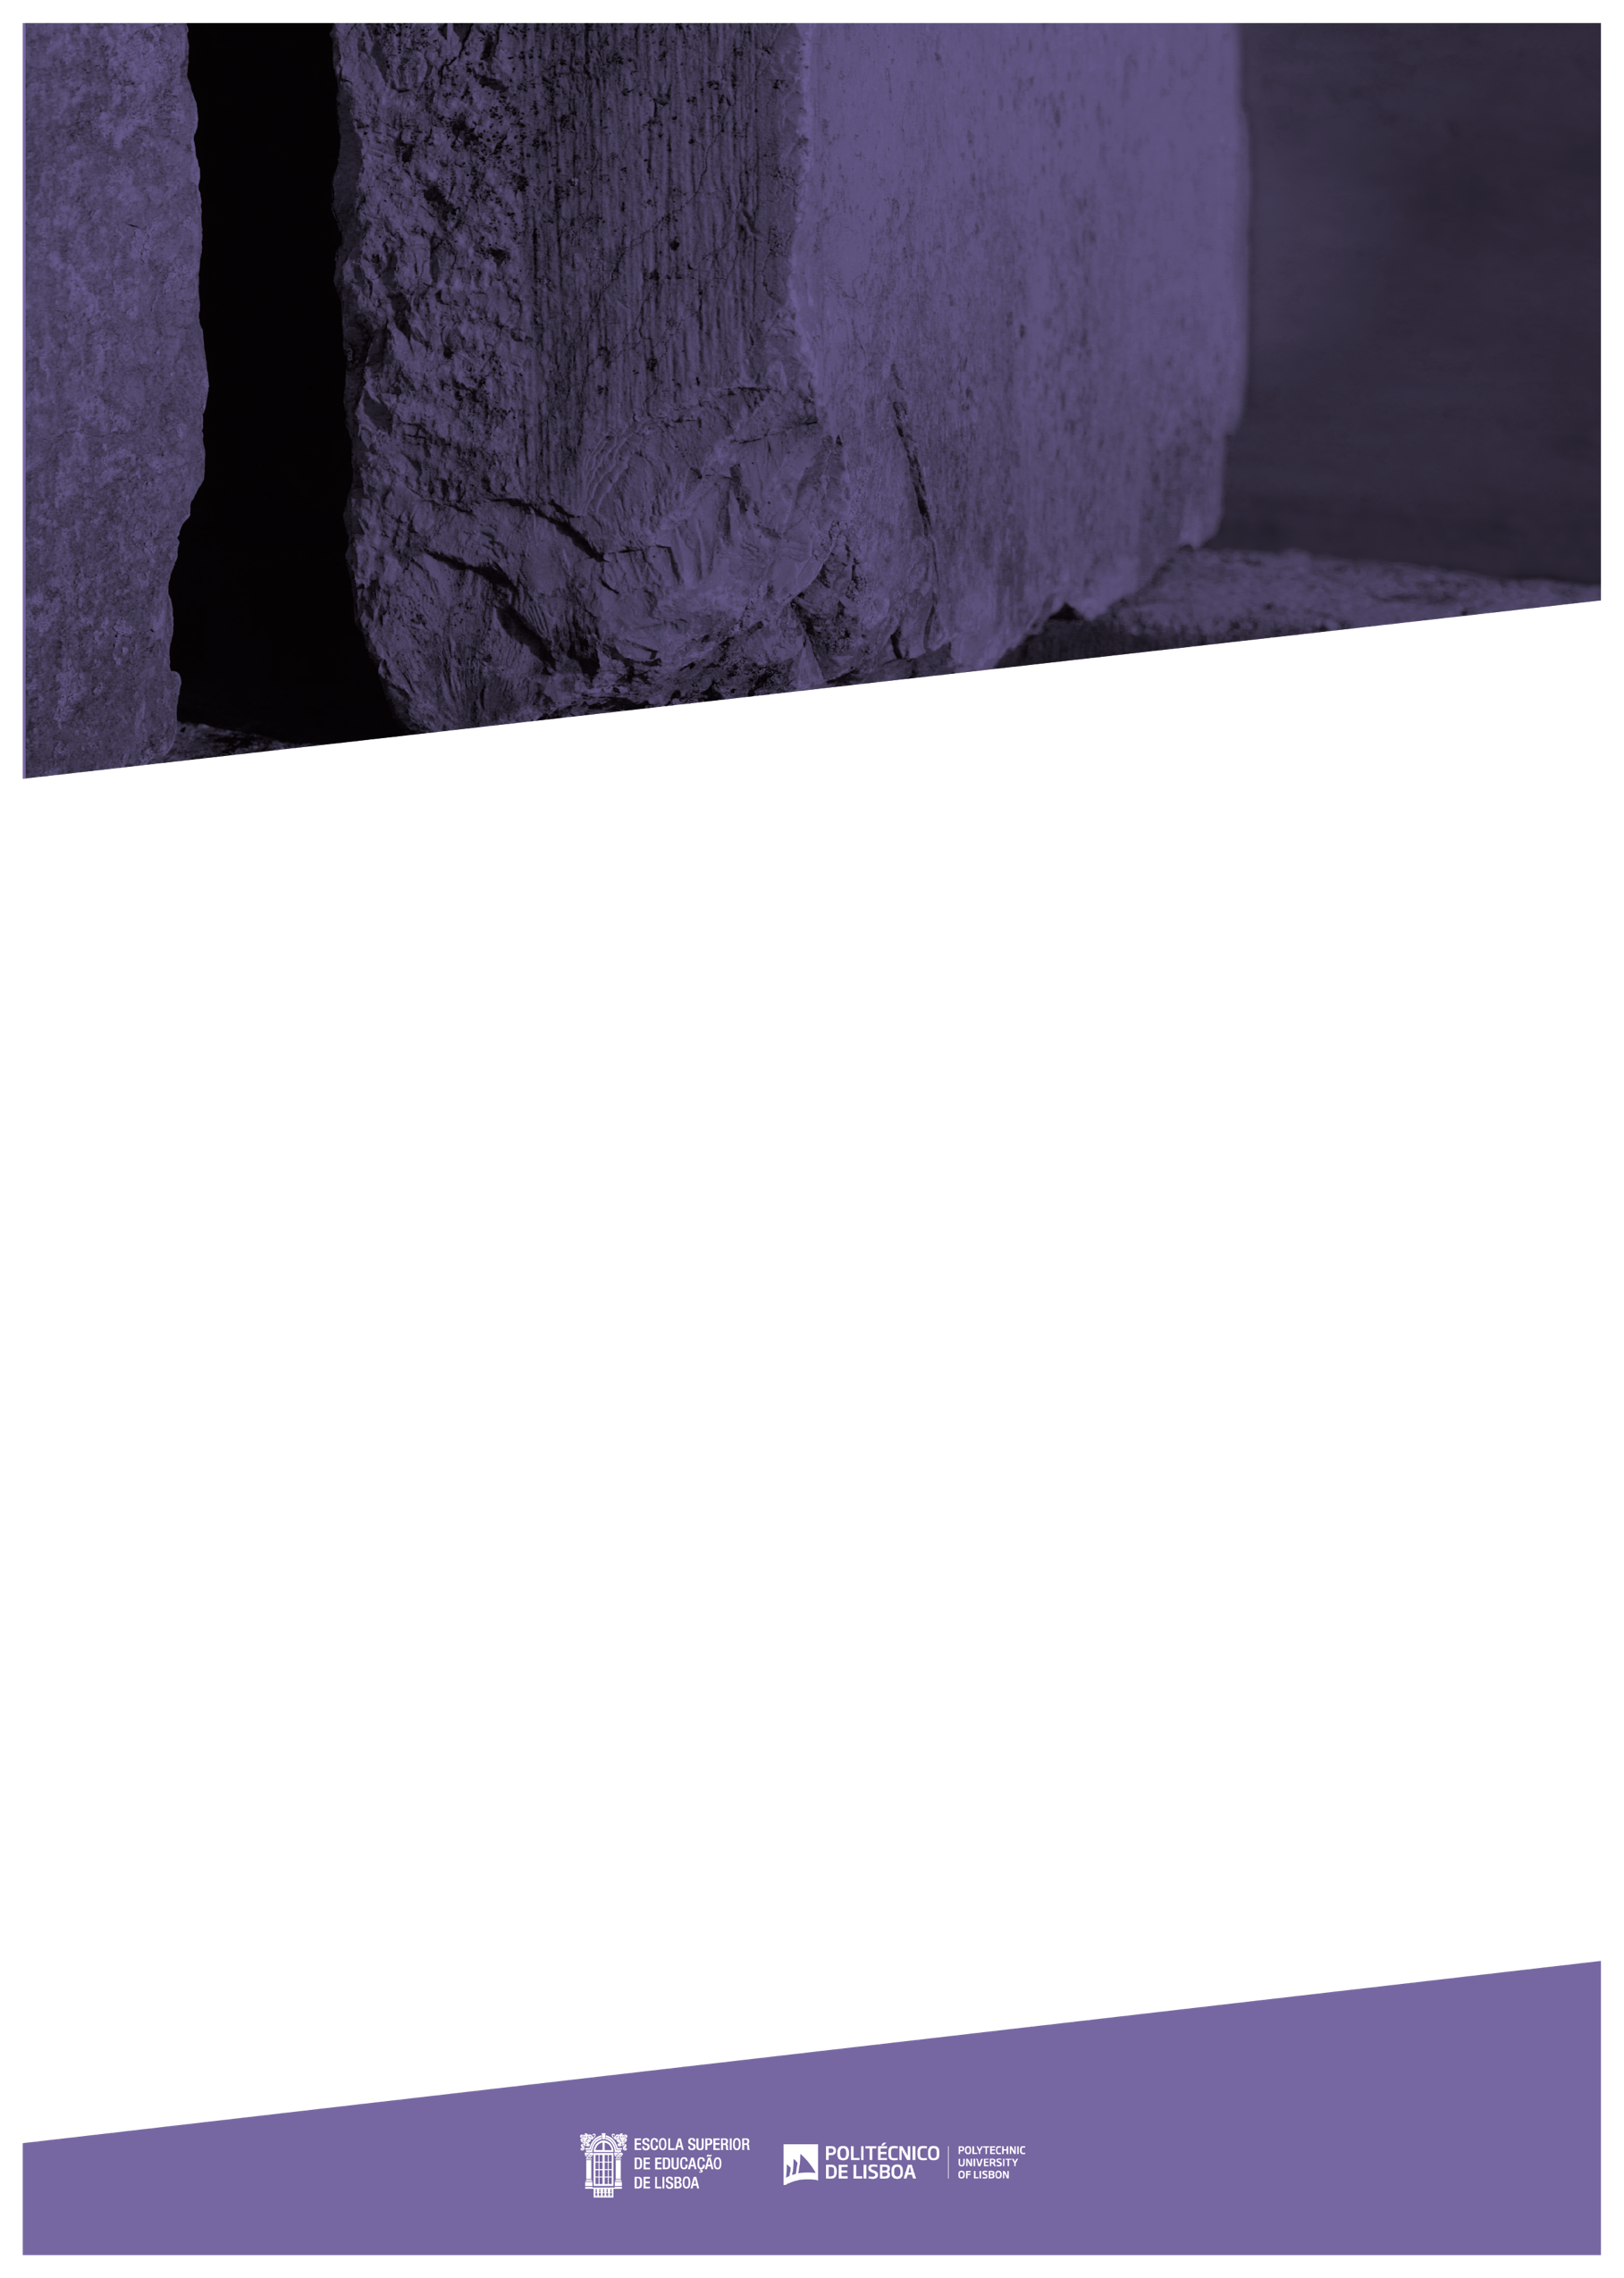 ESCOLA SUPERIOR
DE EDUCAÇÃO
DE LISBOA
POLITÉCNICO
DE LISBOA
POLYTECHNIC
UNIVERSITY
OF LISBON